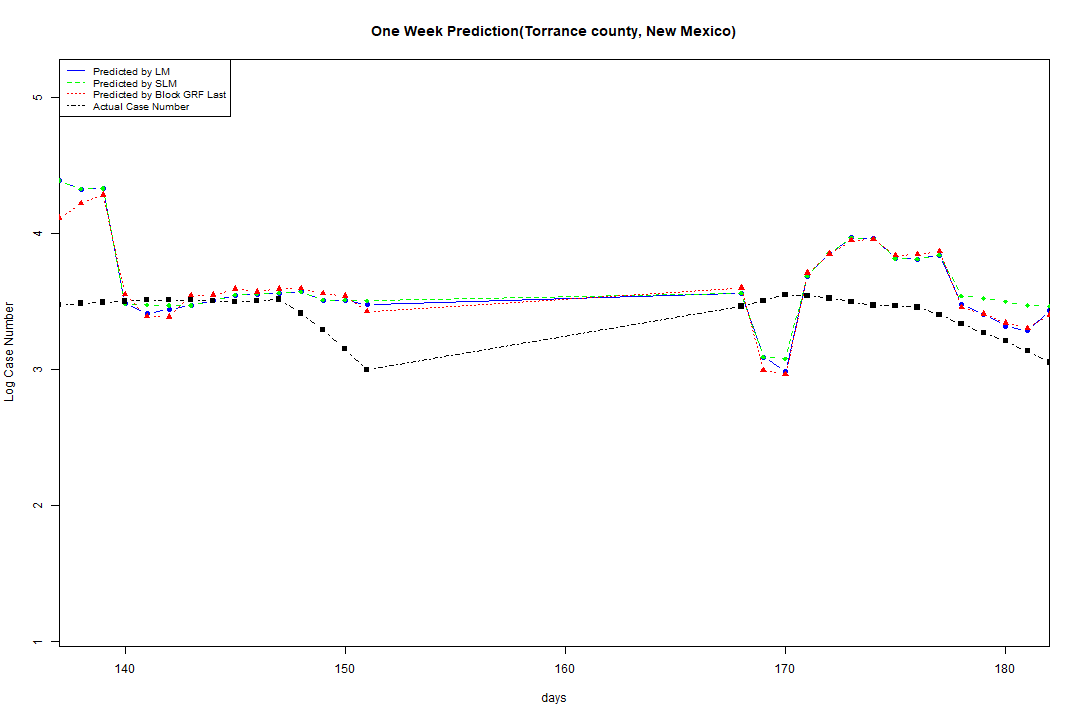 One Week Prediction(Torrance county, New Mexico)
Predicted by LM
Predicted by SLM
Predicted by Block GRF Last
Actual Case Number
5
4
3
2
1
Log Case Number
140 150 160 170 180
days